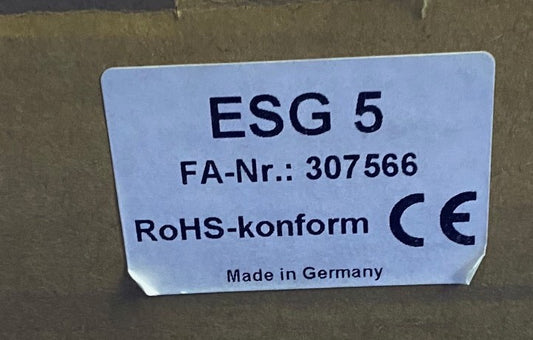 ESG 5
FA-Nr.: 307566
RoHS-konform CE
Made in Germany